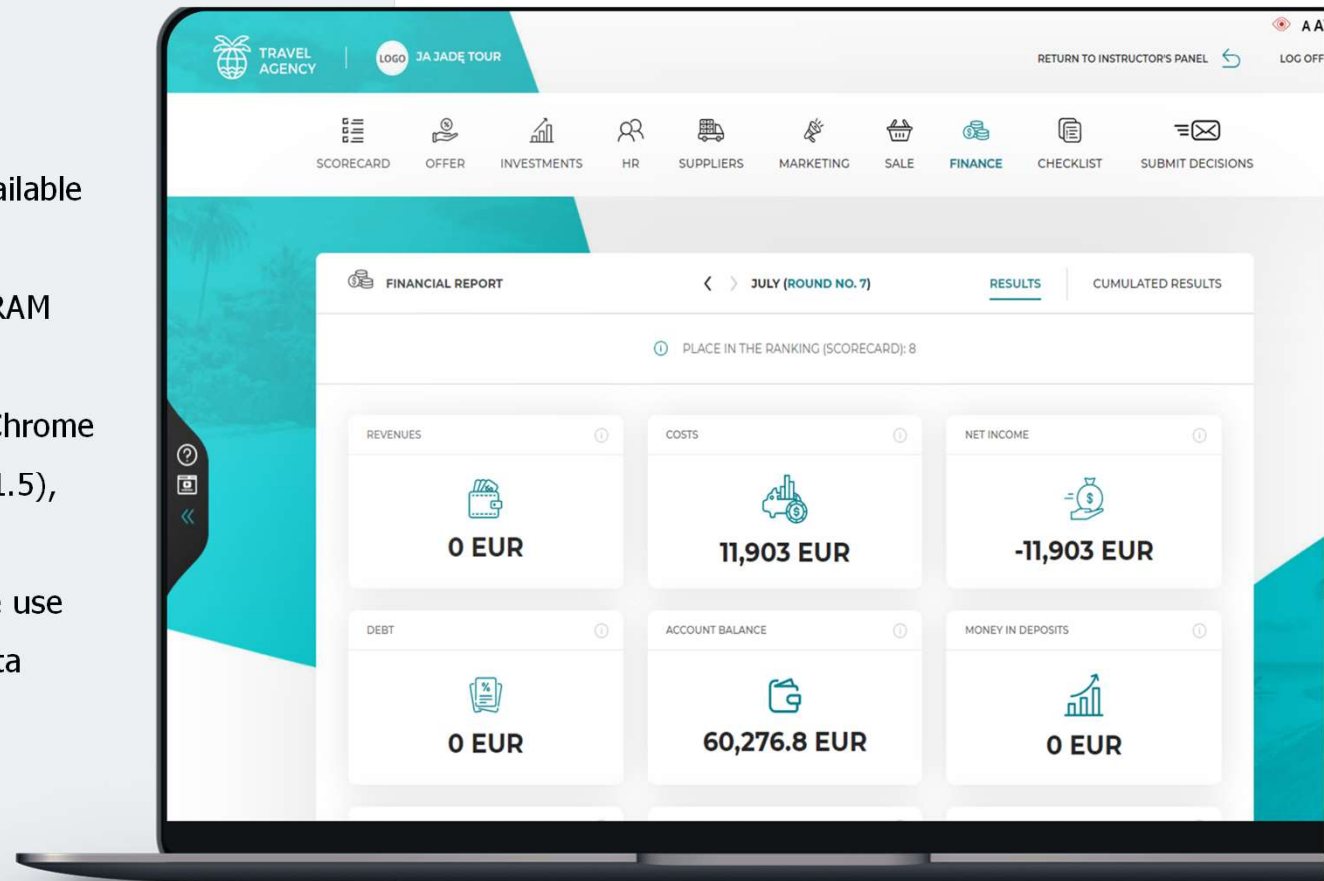 ailable
RAM
Chrome
1.5),
e use
ta
A A
TRAVEL
AGENCY
LOGO
JA JADĘ TOUR
RETURN TO INSTRUCTOR'S PANEL
LOG OFF
SCORECARD OFFER INVESTMENTS HR SUPPLIERS MARKETING SALE FINANCE CHECKLIST SUBMIT DECISIONS
FINANCIAL REPORT
JULY (ROUND NO. 7)
RESULTS
CUMULATED RESULTS
PLACE IN THE RANKING (SCORECARD): 8
REVENUES
0 EUR
COSTS
11,903 EUR
NET INCOME
-11,903 EUR
DEBT
0 EUR
ACCOUNT BALANCE
60,276.8 EUR
MONEY IN DEPOSITS
0 EUR